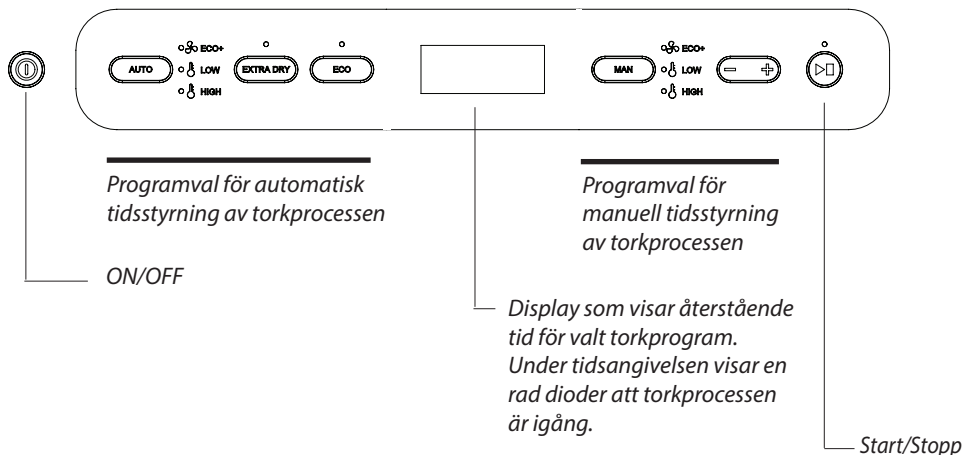 ECO+
ECO+
AUTO
LOW
EXTRA DRY
ECO
MAN
LOW
HIGH
HIGH
Programval för automatisk
tidsstyrning av torkprocessen
Programval för
manuell tidsstyrning
av torkprocessen
ON/OFF
Display som visar återstående
tid för valt torkprogram.
Under tidsangivelsen visar en
rad dioder att torkprocessen
är igång.
Start/Stopp